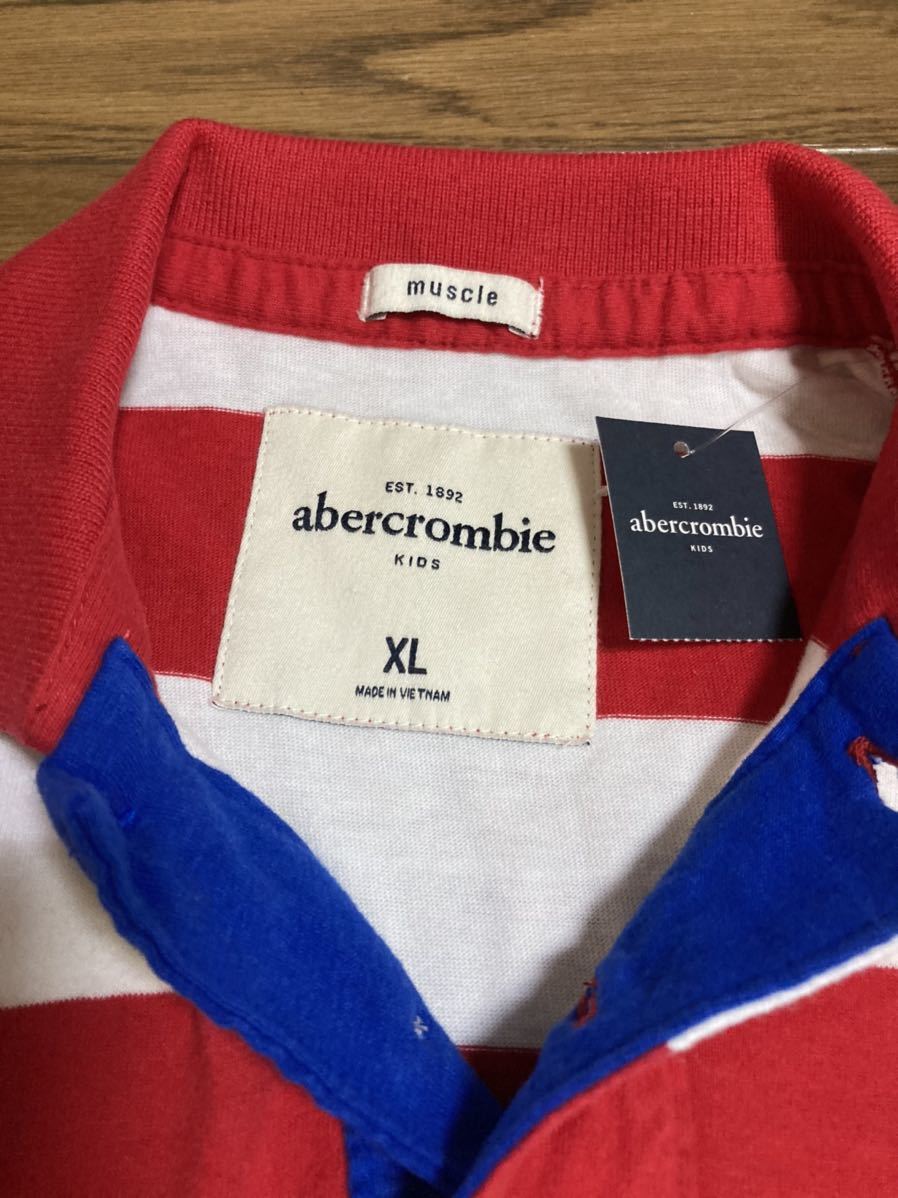 muscle
EST. 1892
abercrombie
KIDS
XL
MADE IN VIETNAM
EST. 1892
abercrombie
KIDS